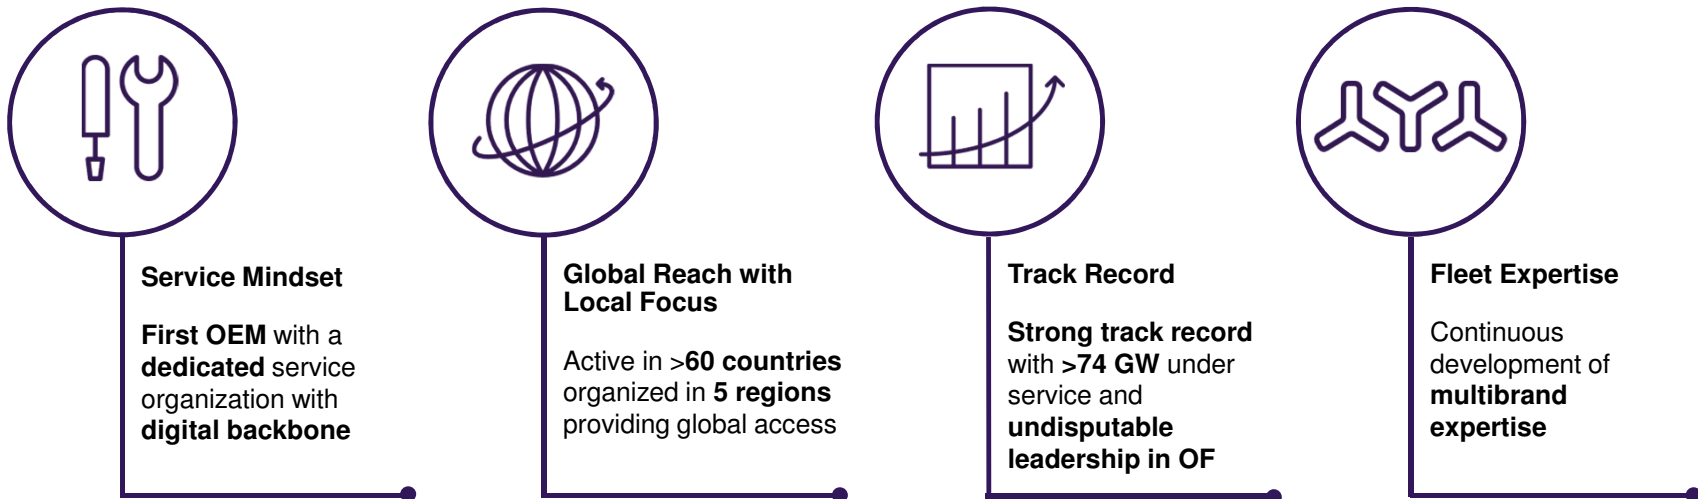 Service Mindset
First OEM with a
dedicated service
organization with
digital backbone
Global Reach with
Local Focus
Active in >60 countries
organized in 5 regions
providing global access
Track Record
Strong track record
with >74 GW under
service and
undisputable
leadership in OF
Fleet Expertise
Continuous
development of
multibrand
expertise